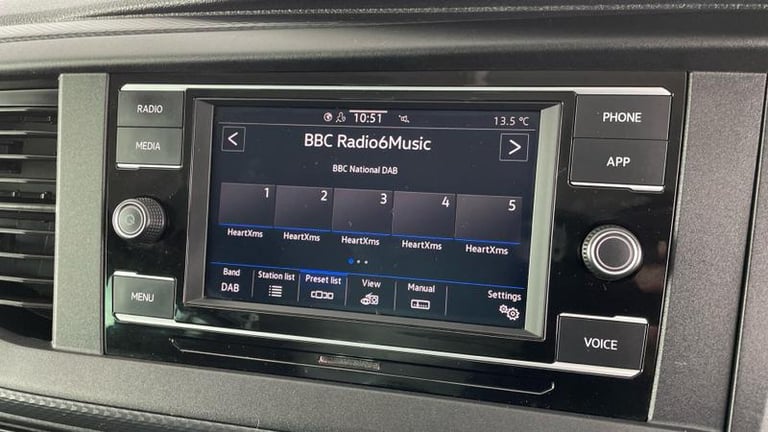 RADIO
MEDIA
MENU
10:51
13.5 °C
<
BBC Radio6Music
>
BBC National DAB
1 2 3 4 5
HeartXms HeartXms HeartXms HeartXms HeartXms
Band Station list Preset list View Manual Settings
DAB
PHONE
APP
VOICE